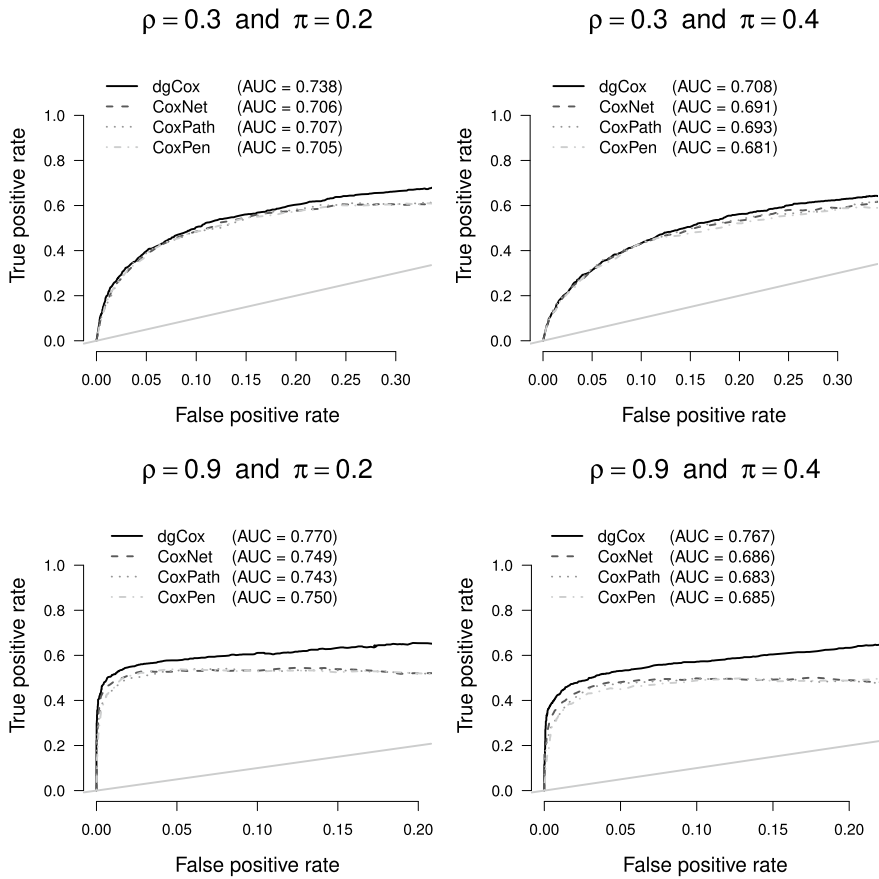 ρ = 0.3 and π = 0.2
dgCox (AUC = 0.738)
CoxNet (AUC = 0.706)
CoxPath (AUC = 0.707)
CoxPen (AUC = 0.705)
True positive rate
1.0
0.8
0.6
0.4
0.2
0.0
0.00 0.05 0.10 0.15 0.20 0.25 0.30
False positive rate
ρ = 0.3 and π = 0.4
dgCox (AUC = 0.708)
CoxNet (AUC = 0.691)
CoxPath (AUC = 0.693)
CoxPen (AUC = 0.681)
True positive rate
1.0
0.8
0.6
0.4
0.2
0.0
0.00 0.05 0.10 0.15 0.20 0.25 0.30
False positive rate
ρ = 0.9 and π = 0.2
dgCox (AUC = 0.770)
CoxNet (AUC = 0.749)
CoxPath (AUC = 0.743)
CoxPen (AUC = 0.750)
True positive rate
1.0
0.8
0.6
0.4
0.2
0.0
0.00 0.05 0.10 0.15 0.20
False positive rate
ρ = 0.9 and π = 0.4
dgCox (AUC = 0.767)
CoxNet (AUC = 0.686)
CoxPath (AUC = 0.683)
CoxPen (AUC = 0.685)
True positive rate
1.0
0.8
0.6
0.4
0.2
0.0
0.00 0.05 0.10 0.15 0.20
False positive rate